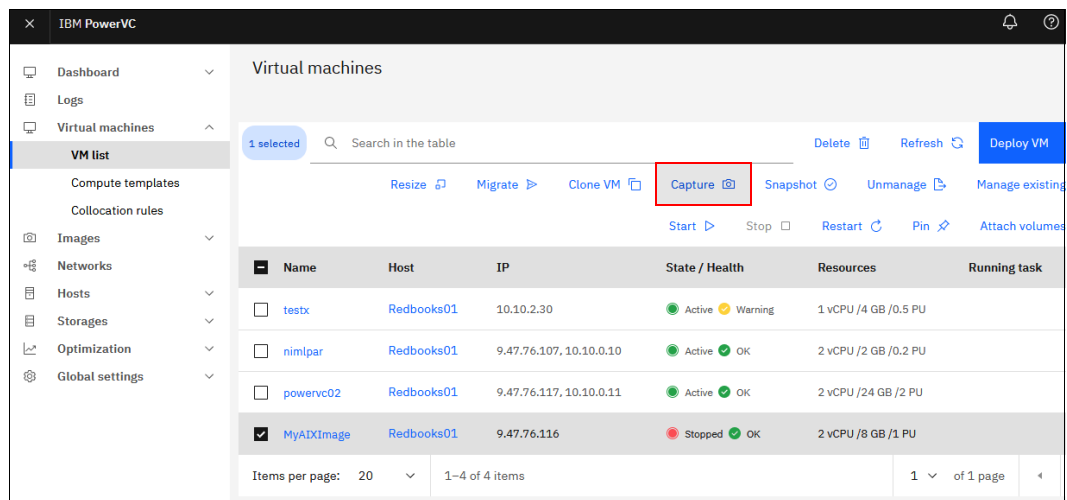 IBM PowerVC
Dashboard
Logs
Virtual machines
VM list
Compute templates
Collocation rules
Images
Networks
Hosts
Storages
Optimization
Global settings
Virtual machines
1 selected Search in the table Delete Refresh Deploy VM
Resize Migrate Clone VM Capture Snapshot Unmanage Manage existing
Start Stop Restart Pin Attach volumes
Name Host IP State / Health Resources Running task
testx Redbooks01 10.10.2.30 Active Warning 1 vCPU /4 GB /0.5 PU
nimlpar Redbooks01 9.47.76.107, 10.10.0.10 Active OK 2 vCPU /2 GB /0.2 PU
powervc02 Redbooks01 9.47.76.117, 10.10.0.11 Active OK 2 vCPU /24 GB /2 PU
MyAIXImage Redbooks01 9.47.76.116 Stopped OK 2 vCPU /8 GB /1 PU
Items per page: 20 1–4 of 4 items 1 of 1 page